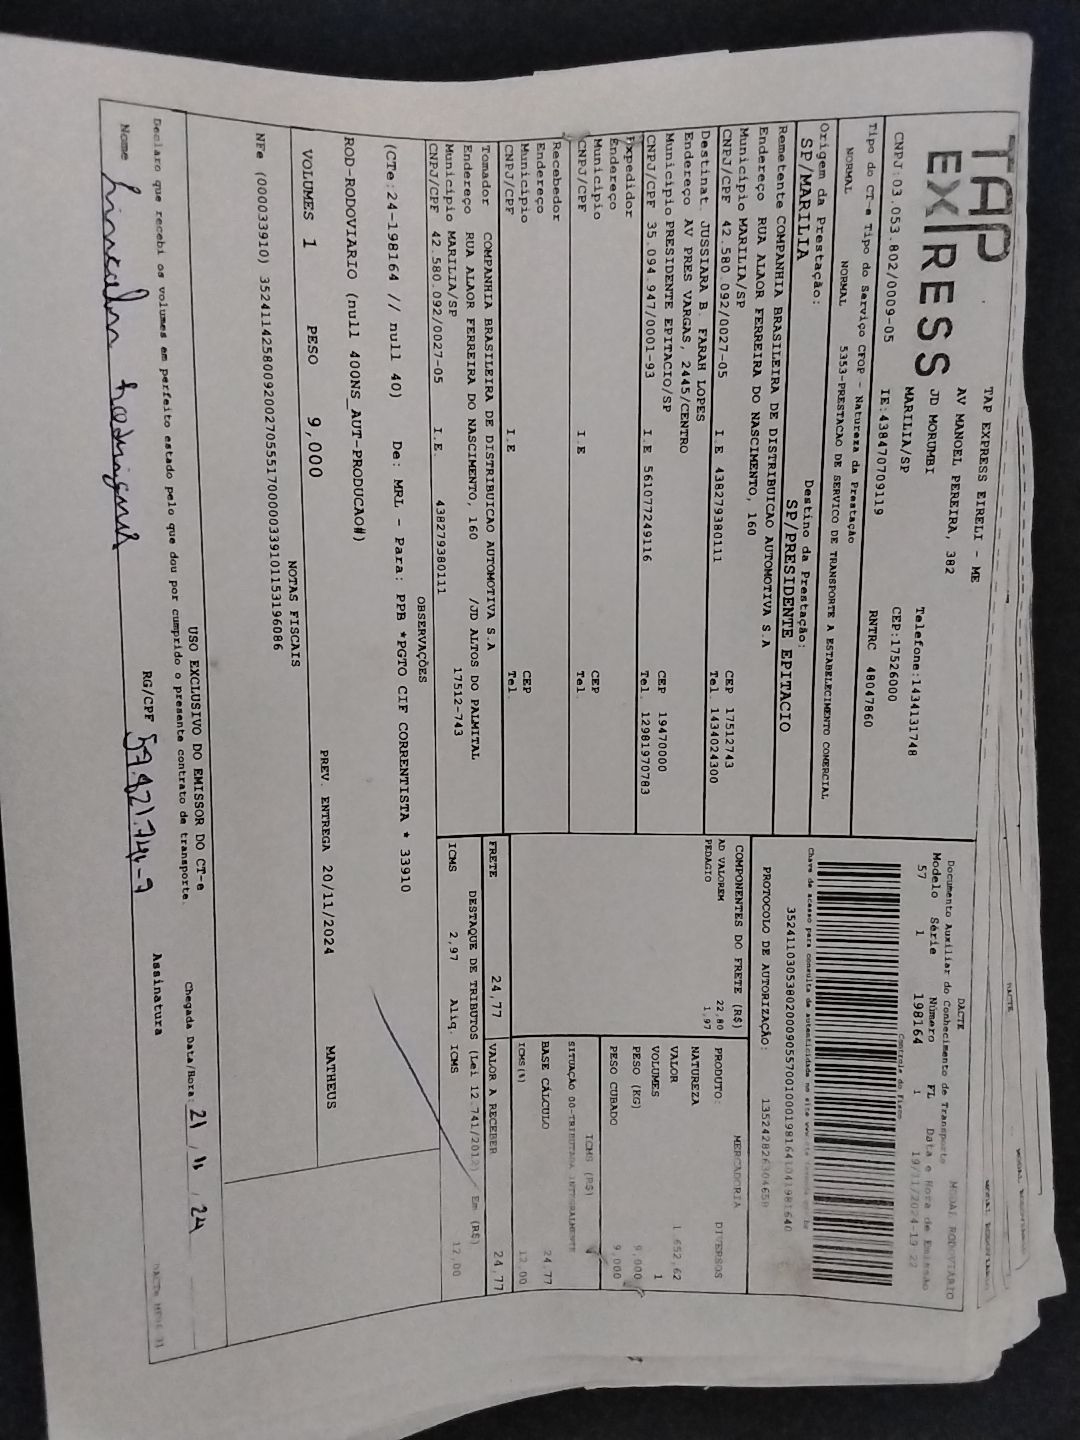 TAP
EXPRESS
TAP EXPRESS EIRELI - ME
AV MANOEL PEREIRA, 382
JD MORUMBI
MARILIA/SP
Telefone:1434131748
CEP:17526000
CNPJ:03.053.802/0009-05 IE:438470709119 RNTRC 48047860
Tipo do CT-e Tipo do Serviço CFOP - Natureza da Prestação
NORMAL NORMAL 5353-PRESTACAO DE SERVICO DE TRANSPORTE A ESTABELECIMENTO COMERCIAL
Origem da Prestação: Destino da Prestação:
SP/MARILIA SP/PRESIDENTE EPITACIO
DACTE
Documento Auxiliar do Conhecimento de Transporte MODAL RODOVIARIO
Modelo Série Número FL Data e Hora de Emissão
57 1 198164 1 19/11/2024-19:22
Controle do Fisco
35241103053802000905570010001981641041981640
PROTOCOLO DE AUTORIZAÇÃO:
Remetente COMPANHIA BRASILEIRA DE DISTRIBUICAO AUTOMOTIVA S.A
Endereço RUA ALAOR FERREIRA DO NASCIMENTO, 160
Município MARILIA/SP CEP 17512743
CNPJ/CPF 42.580.092/0027-05 I.E 438279380111 Tel. 1434024300
Destinat. JUSSIARA B. FARAH LOPES
Endereço AV PRES VARGAS, 2445/CENTRO
Município PRESIDENTE EPITACIO/SP CEP 19470000
CNPJ/CPF 35.094.947/0001-93 I.E 561077249116 Tel. 12981970783
Expedidor
Endereço
Município CEP
CNPJ/CPF I.E Tel.
Recebedor
Endereço
Município CEP
CNPJ/CPF I.E Tel.
Tomador COMPANHIA BRASILEIRA DE DISTRIBUICAO AUTOMOTIVA S.A
Endereço RUA ALAOR FERREIRA DO NASCIMENTO, 160 /JD ALTOS DO PALMITAL
Município MARILIA/SP 17512-743
CNPJ/CPF 42.580.092/0027-05 I.E. 438279380111
COMPONENTES DO FRETE (R$)
AD VALOREM 22,80
PEDAGIO 1,97
PRODUTO: MERCADORIA
NATUREZA DIVERSOS
VALOR 1.652,62
VOLUMES 1
PESO (KG) 9,000
PESO CUBADO 9,000
ICMS (R$)
SITUAÇÃO 00-TRIBUTADA INTEGRALMENTE
BASE CÁLCULO 24,77
ICMS(%) 12,00
FRETE 24,77 VALOR A RECEBER 24,77
DESTAQUE DE TRIBUTOS (Lei 12.741/2012) Em (R$)
ICMS 2,97 Aliq. ICMS 12,00
OBSERVAÇÕES
(CTe:24-198164 // null 40) De: MRL - Para: PPB *PGTO CIF CORRENTISTA * 33910
ROD-RODOVIARIO (null 400NS_AUT-PRODUCAO#)
VOLUMES 1 PESO 9,000 PREV. ENTREGA 20/11/2024 MATHEUS
NOTAS FISCAIS
NFe (000033910) 35241142580092002705551700000339101153196086
USO EXCLUSIVO DO EMISSOR DO CT-e
Declaro que recebi os volumes em perfeito estado pelo que dou por cumprido o presente contrato de transporte.
Chegada Data/Hora: 21/11/24
Nome RG/CPF Assinatura
DACTE